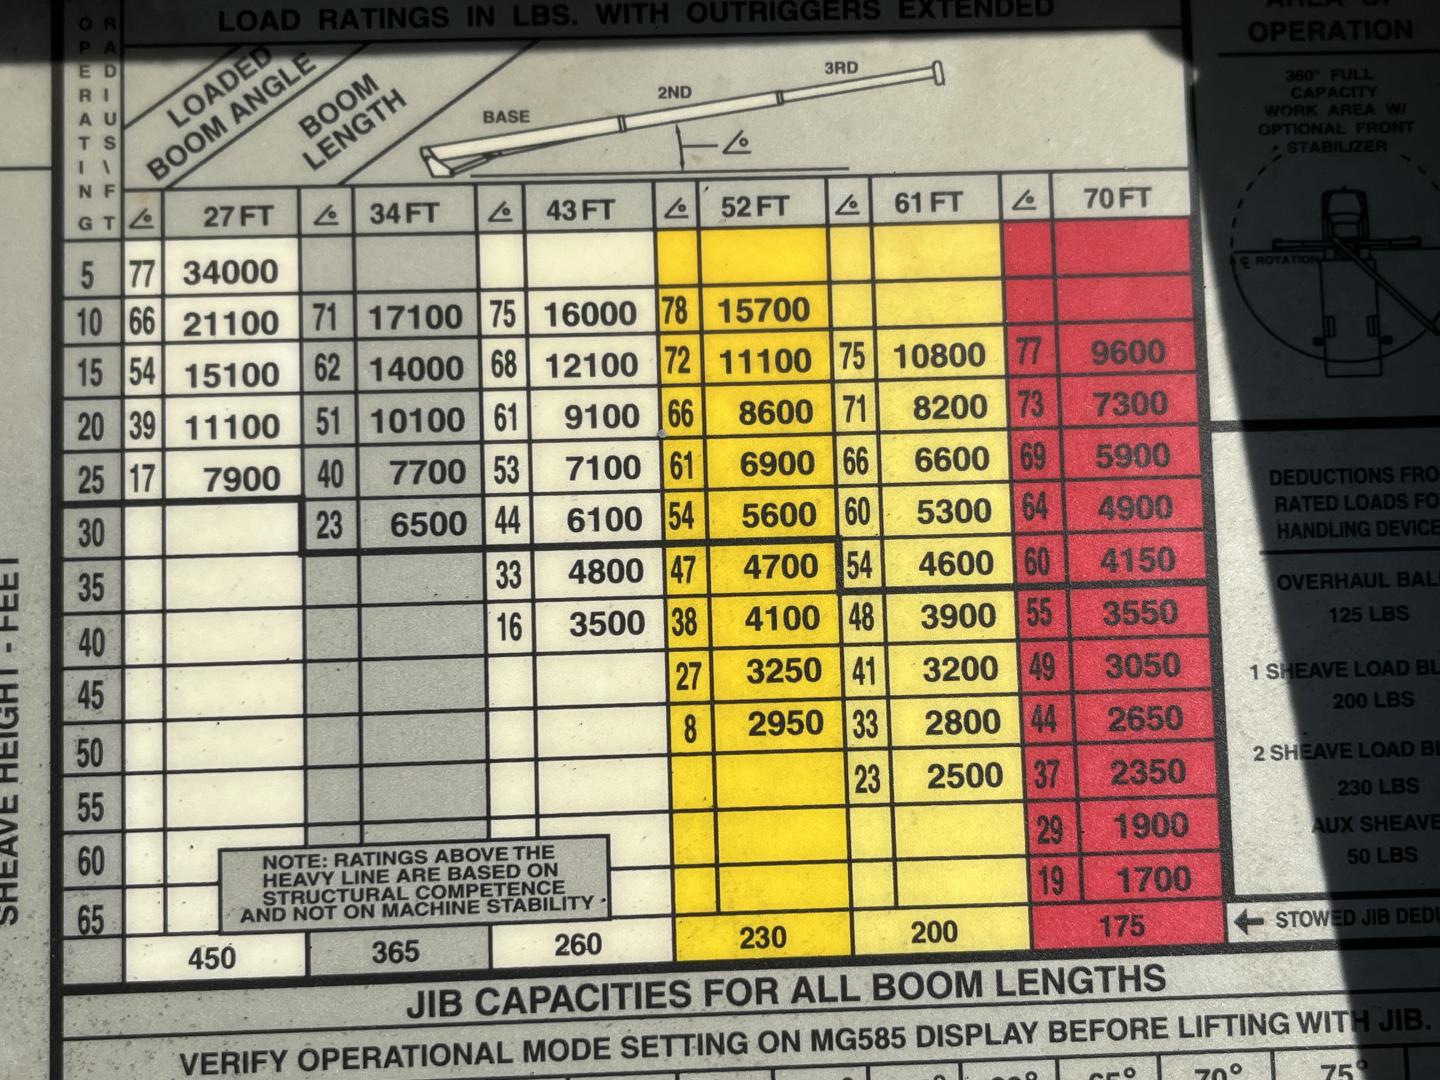 LOAD RATINGS IN LBS. WITH OUTRIGGERS EXTENDED
OPERATING
RADIUS\FT
LOADED
BOOM ANGLE
BOOM
LENGTH
BASE
2ND
3RD
27 FT 34 FT 43 FT 52 FT 61 FT 70 FT
5 77 34000
10 66 21100 71 17100 75 16000 78 15700
15 54 15100 62 14000 68 12100 72 11100 75 10800 77 9600
20 39 11100 51 10100 61 9100 66 8600 71 8200 73 7300
25 17 7900 40 7700 53 7100 61 6900 66 6600 69 5900
30 23 6500 44 6100 54 5600 60 5300 64 4900
35 33 4800 47 4700 54 4600 60 4150
40 16 3500 38 4100 48 3900 55 3550
45 27 3250 41 3200 49 3050
50 8 2950 33 2800 44 2650
55 23 2500 37 2350
60 29 1900
65 19 1700
NOTE: RATINGS ABOVE THE
HEAVY LINE ARE BASED ON
STRUCTURAL COMPETENCE
AND NOT ON MACHINE STABILITY
450 365 260 230 200 175
STOWED JIB
JIB CAPACITIES FOR ALL BOOM LENGTHS
VERIFY OPERATIONAL MODE SETTING ON MG585 DISPLAY BEFORE LIFTING WITH JIB.
70° 75°
SHEAVE HEIGHT - FEET
OPERATION
360° FULL
CAPACITY
WORK AREA W/
OPTIONAL FRONT
STABILIZER
ROTATION
DEDUCTIONS
RATED LOADS
HANDLING
OVERHAUL
125 LBS
1 SHEAVE LOAD
200 LBS
2 SHEAVE LOAD
230 LBS
AUX SHEAVE
50 LBS